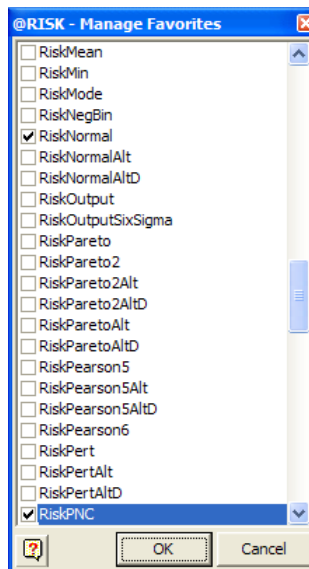 @RISK - Manage Favorites
RiskMean
RiskMin
RiskMode
RiskNegBin
RiskNormal
RiskNormalAlt
RiskNormalAltD
RiskOutput
RiskOutputSixSigma
RiskPareto
RiskPareto2
RiskPareto2Alt
RiskPareto2AltD
RiskParetoAlt
RiskParetoAltD
RiskPearson5
RiskPearson5Alt
RiskPearson5AltD
RiskPearson6
RiskPert
RiskPertAlt
RiskPertAltD
RiskPNC
OK Cancel